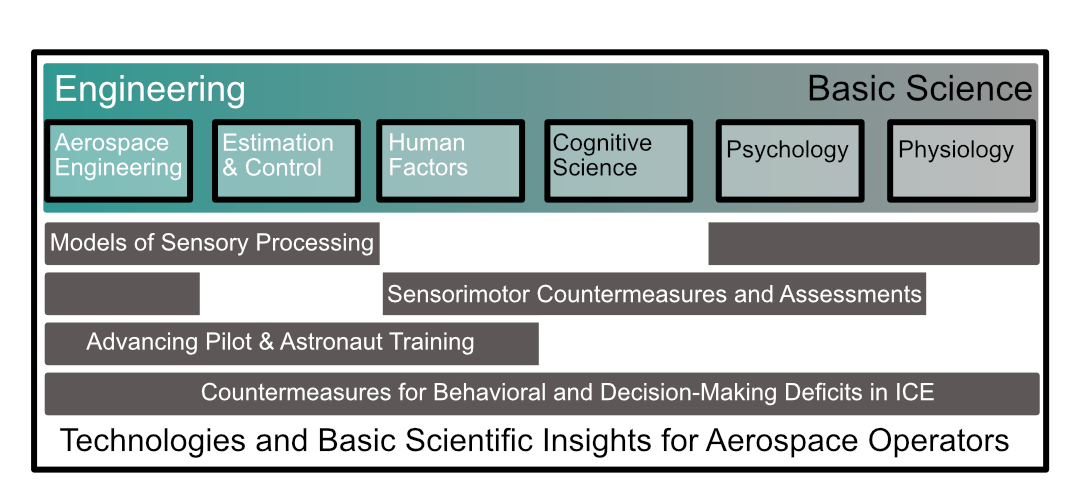 Engineering
Basic Science
Aerospace
Engineering
Estimation
& Control
Human
Factors
Cognitive
Science
Psychology
Physiology
Models of Sensory Processing
Sensorimotor Countermeasures and Assessments
Advancing Pilot & Astronaut Training
Countermeasures for Behavioral and Decision-Making Deficits in ICE
Technologies and Basic Scientific Insights for Aerospace Operators